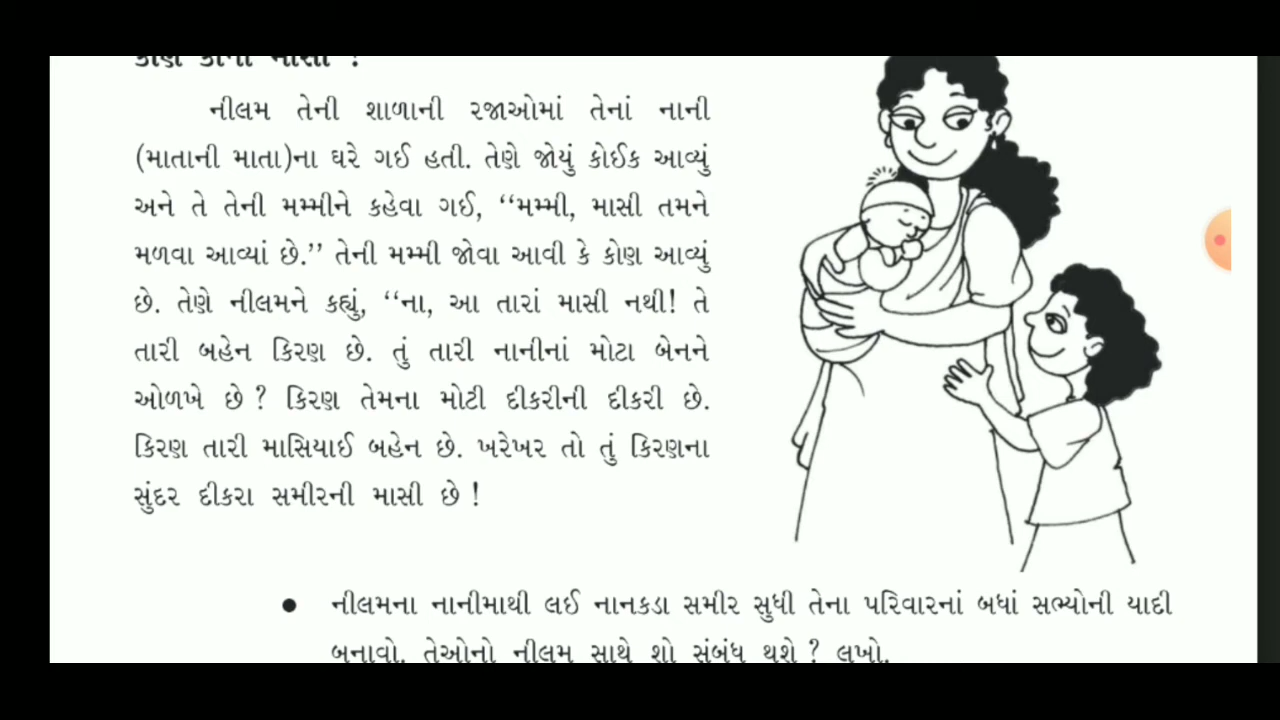 કોણ કોની માસી ?
નીલમ તેની શાળાની રજાઓમાં તેનાં નાની
(માતાની માતા)ના ઘરે ગઈ હતી. તેણે જોયું કોઈક આવ્યું
અને તે તેની મમ્મીને કહેવા ગઈ, ‘‘મમ્મી, માસી તમને
મળવા આવ્યાં છે.’’ તેની મમ્મી જોવા આવી કે કોણ આવ્યું
છે. તેણે નીલમને કહ્યું, ‘‘ના, આ તારાં માસી નથી! તે
તારી બહેન કિરણ છે. તું તારી નાનીનાં મોટા બેનને
ઓળખે છે ? કિરણ તેમના મોટી દીકરીની દીકરી છે.
કિરણ તારી માસિયાઈ બહેન છે. ખરેખર તો તું કિરણના
સુંદર દીકરા સમીરની માસી છે !
● નીલમના નાનીમાથી લઈ નાનકડા સમીર સુધી તેના પરિવારનાં બધાં સભ્યોની યાદી
બનાવો. તેઓનો નીલમ સાથે શો સંબંધ થશે ? લખો.